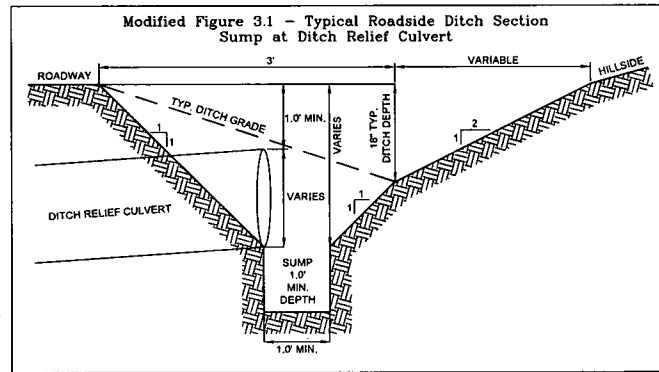 Modified Figure 3.1 – Typical Roadside Ditch Section
Sump at Ditch Relief Culvert
3'
VARIABLE
HILLSIDE
ROADWAY
TYP. DITCH GRADE
1.0' MIN.
VARIES
18" TYP.
DITCH DEPTH
1
1
2
1
VARIES
1
1
DITCH RELIEF CULVERT
SUMP
1.0'
MIN.
DEPTH
1.0' MIN.